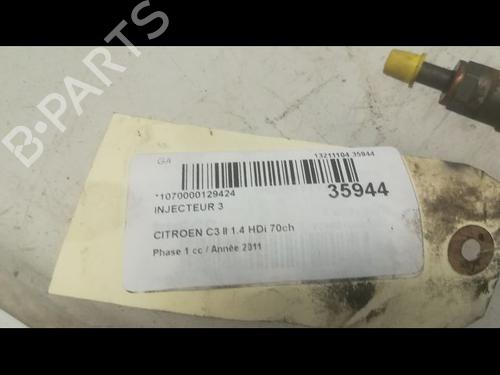 B-PARTS
GA
13211104 35944
*1070000129424
35944
INJECTEUR 3
CITROEN C3 II 1.4 HDi 70ch
Phase 1 cc / Année 2011